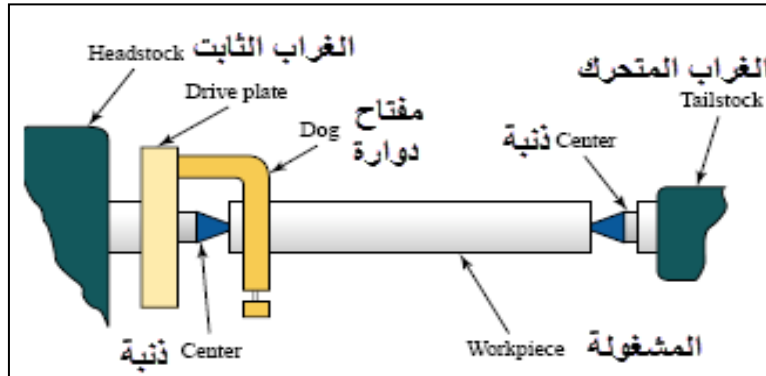 Headstock الغراب الثابت
Drive plate
Dog مفتاح
دوارة
الغراب المتحرك
Tailstock
ذنبة Center
ذنبة Center
Workpiece المشغولة